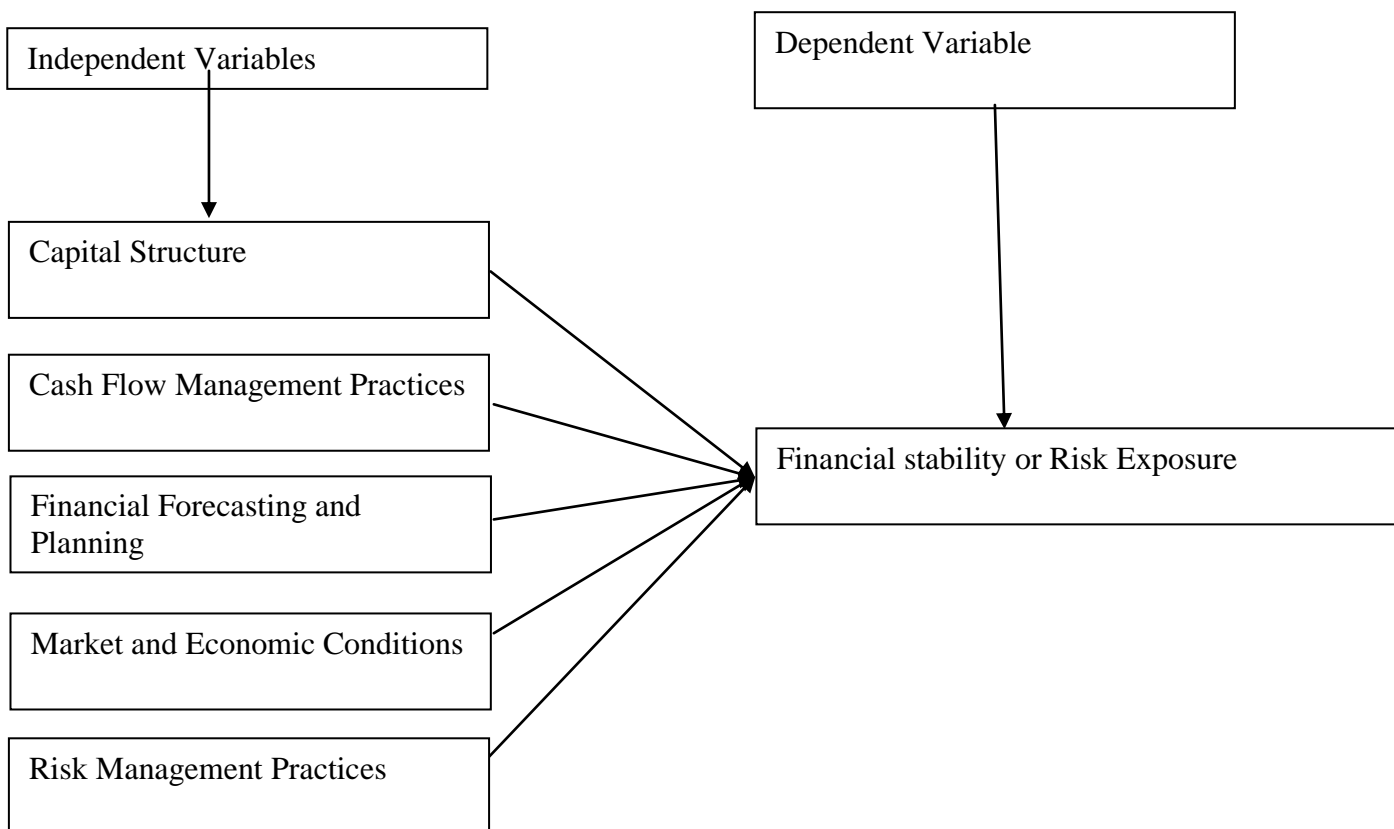 Independent Variables
Dependent Variable
Capital Structure
Cash Flow Management Practices
Financial stability or Risk Exposure
Financial Forecasting and
Planning
Market and Economic Conditions
Risk Management Practices